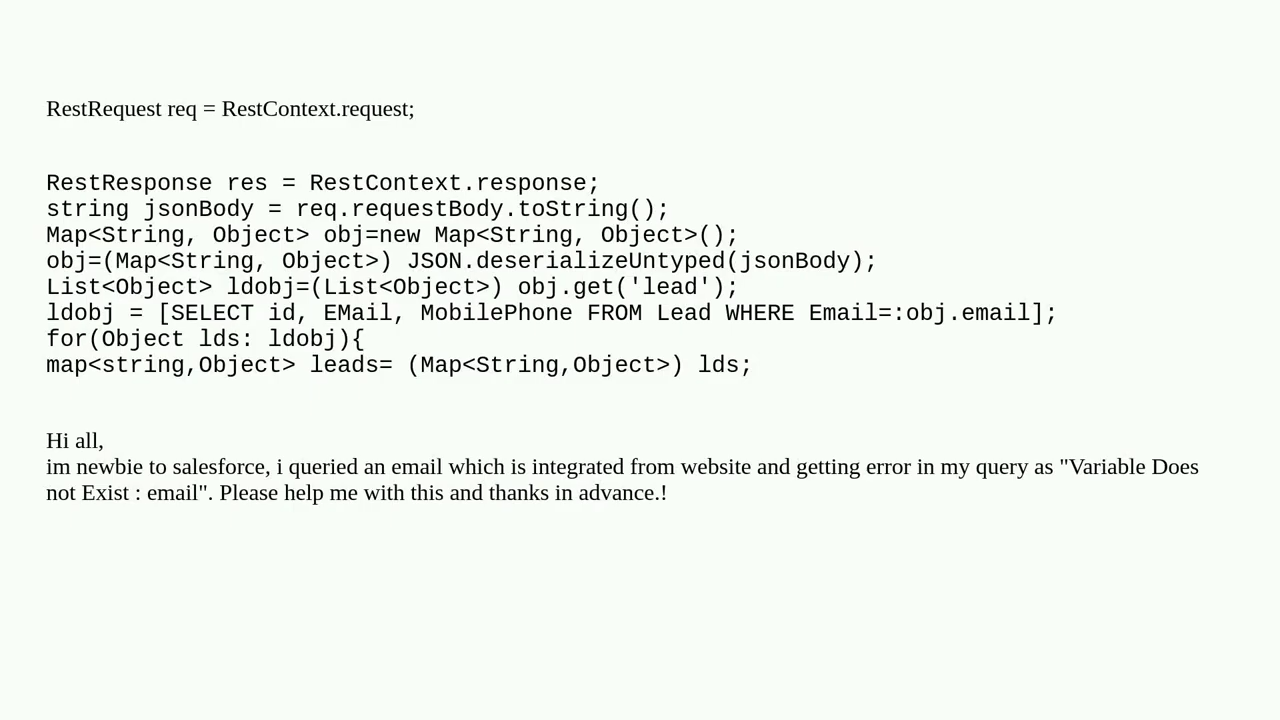 RestRequest req = RestContext.request;
RestResponse res = RestContext.response;
string jsonBody = req.requestBody.toString();
Map<String, Object> obj=new Map<String, Object>();
obj=(Map<String, Object>) JSON.deserializeUntyped(jsonBody);
List<Object> ldobj=(List<Object>) obj.get('lead');
ldobj = [SELECT id, EMail, MobilePhone FROM Lead WHERE Email=:obj.email];
for(Object lds: ldobj){
map<string,Object> leads= (Map<String,Object>) lds;
Hi all,
im newbie to salesforce, i queried an email which is integrated from website and getting error in my query as "Variable Does
not Exist : email". Please help me with this and thanks in advance.!